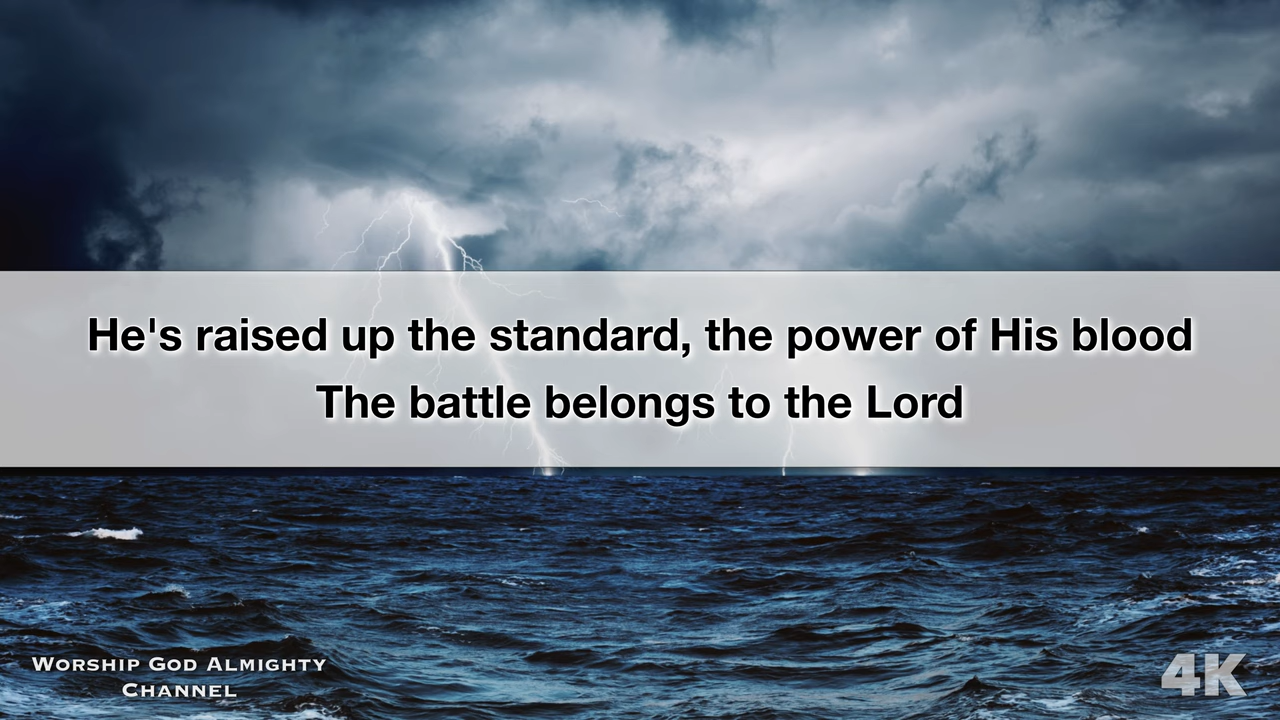 He's raised up the standard, the power of His blood
The battle belongs to the Lord
Worship God Almighty
Channel
4K